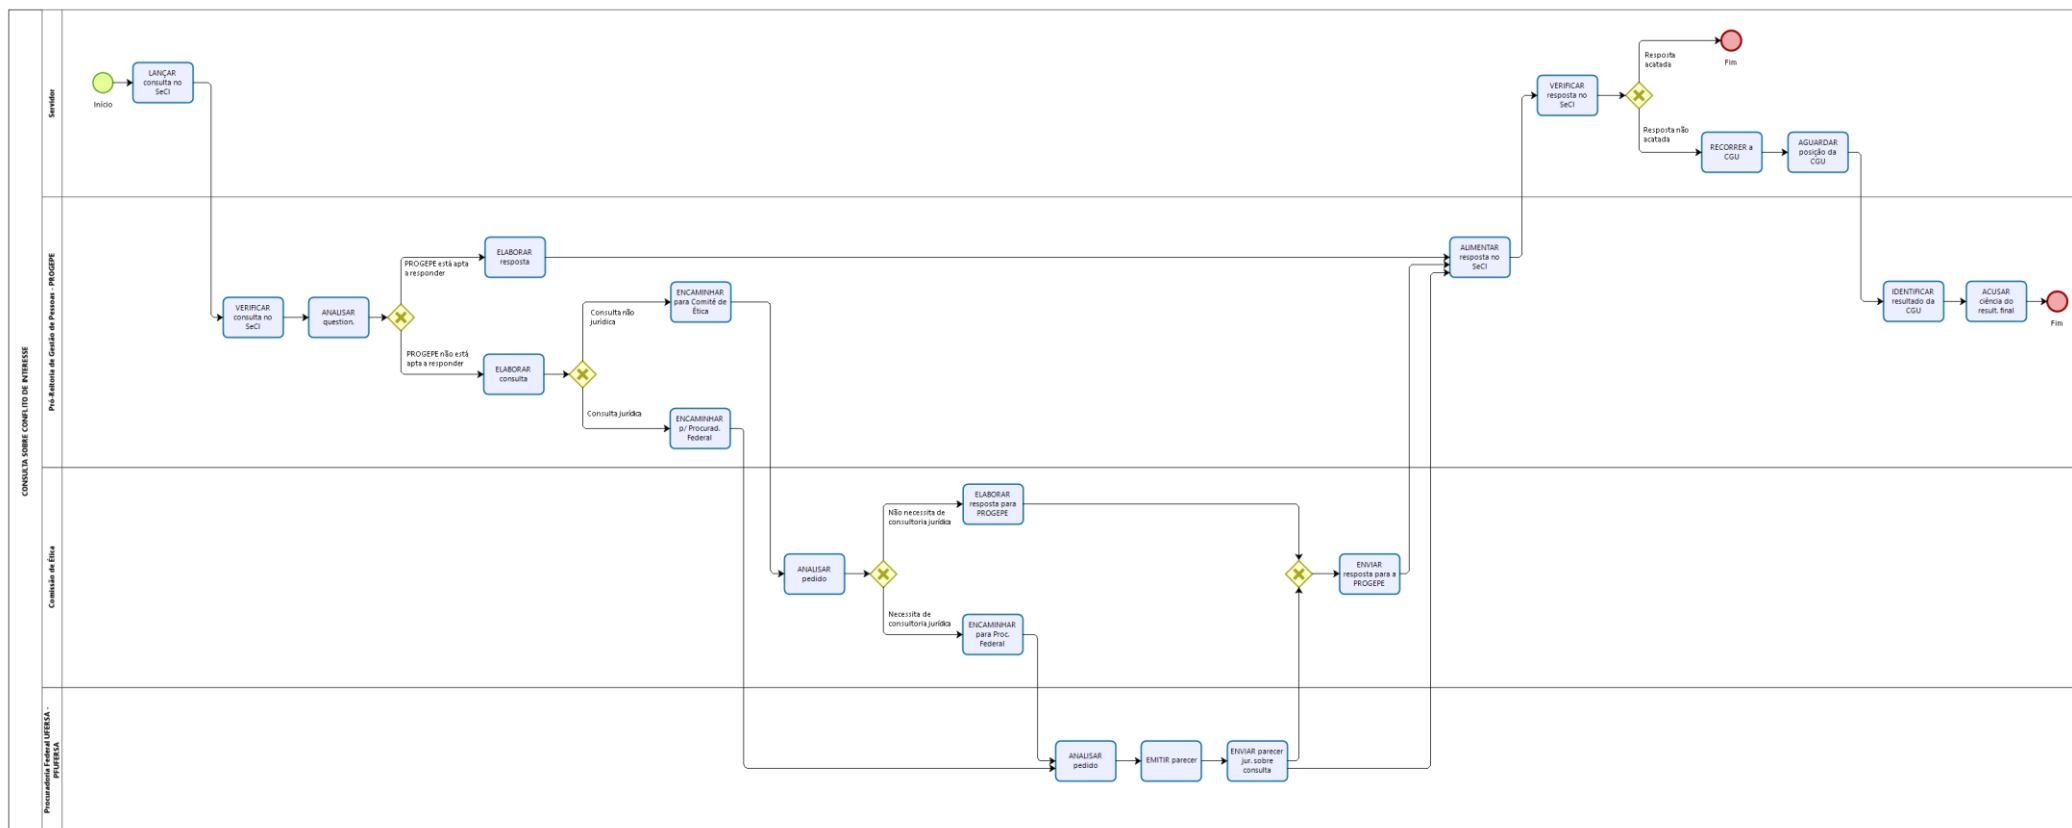 CONSULTA SOBRE CONFLITO DE INTERESSE
Servidor
Início
LANÇAR
consulta no
SeCI
VERIFICAR
resposta no
SeCI
Resposta
acatada
Fim
Resposta não
acatada
RECORRER a
CGU
AGUARDAR
posição da
CGU
Pró-Reitoria de Gestão de Pessoas - PROGEPE
VERIFICAR
consulta no
SeCI
ANALISAR
question.
PROGEPE está apta
a responder
ELABORAR
resposta
PROGEPE não está
apta a responder
ELABORAR
consulta
Consulta não
jurídica
ENCAMINHAR
para Comitê de
Ética
Consulta jurídica
ENCAMINHAR
p/ Procurad.
Federal
ALIMENTAR
resposta no
SeCI
IDENTIFICAR
resultado da
CGU
ACUSAR
ciência do
result. final
Fim
Comissão de Ética
ANALISAR
pedido
Não necessita de
consultoria jurídica
ELABORAR
resposta para
PROGEPE
Necessita de
consultoria jurídica
ENCAMINHAR
para Proc.
Federal
ENVIAR
resposta para a
PROGEPE
Procuradoria Federal UFERSA -
PFUFERSA
ANALISAR
pedido
EMITIR parecer
ENVIAR parecer
jur. sobre
consulta